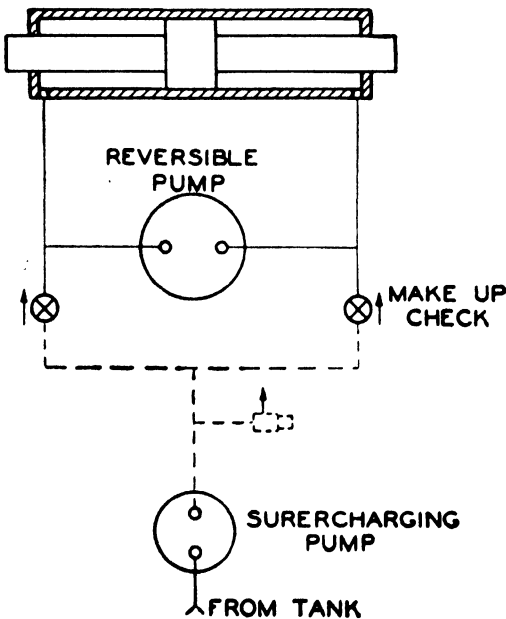 REVERSIBLE
PUMP
MAKE UP
CHECK
SURERCHARGING
PUMP
FROM TANK